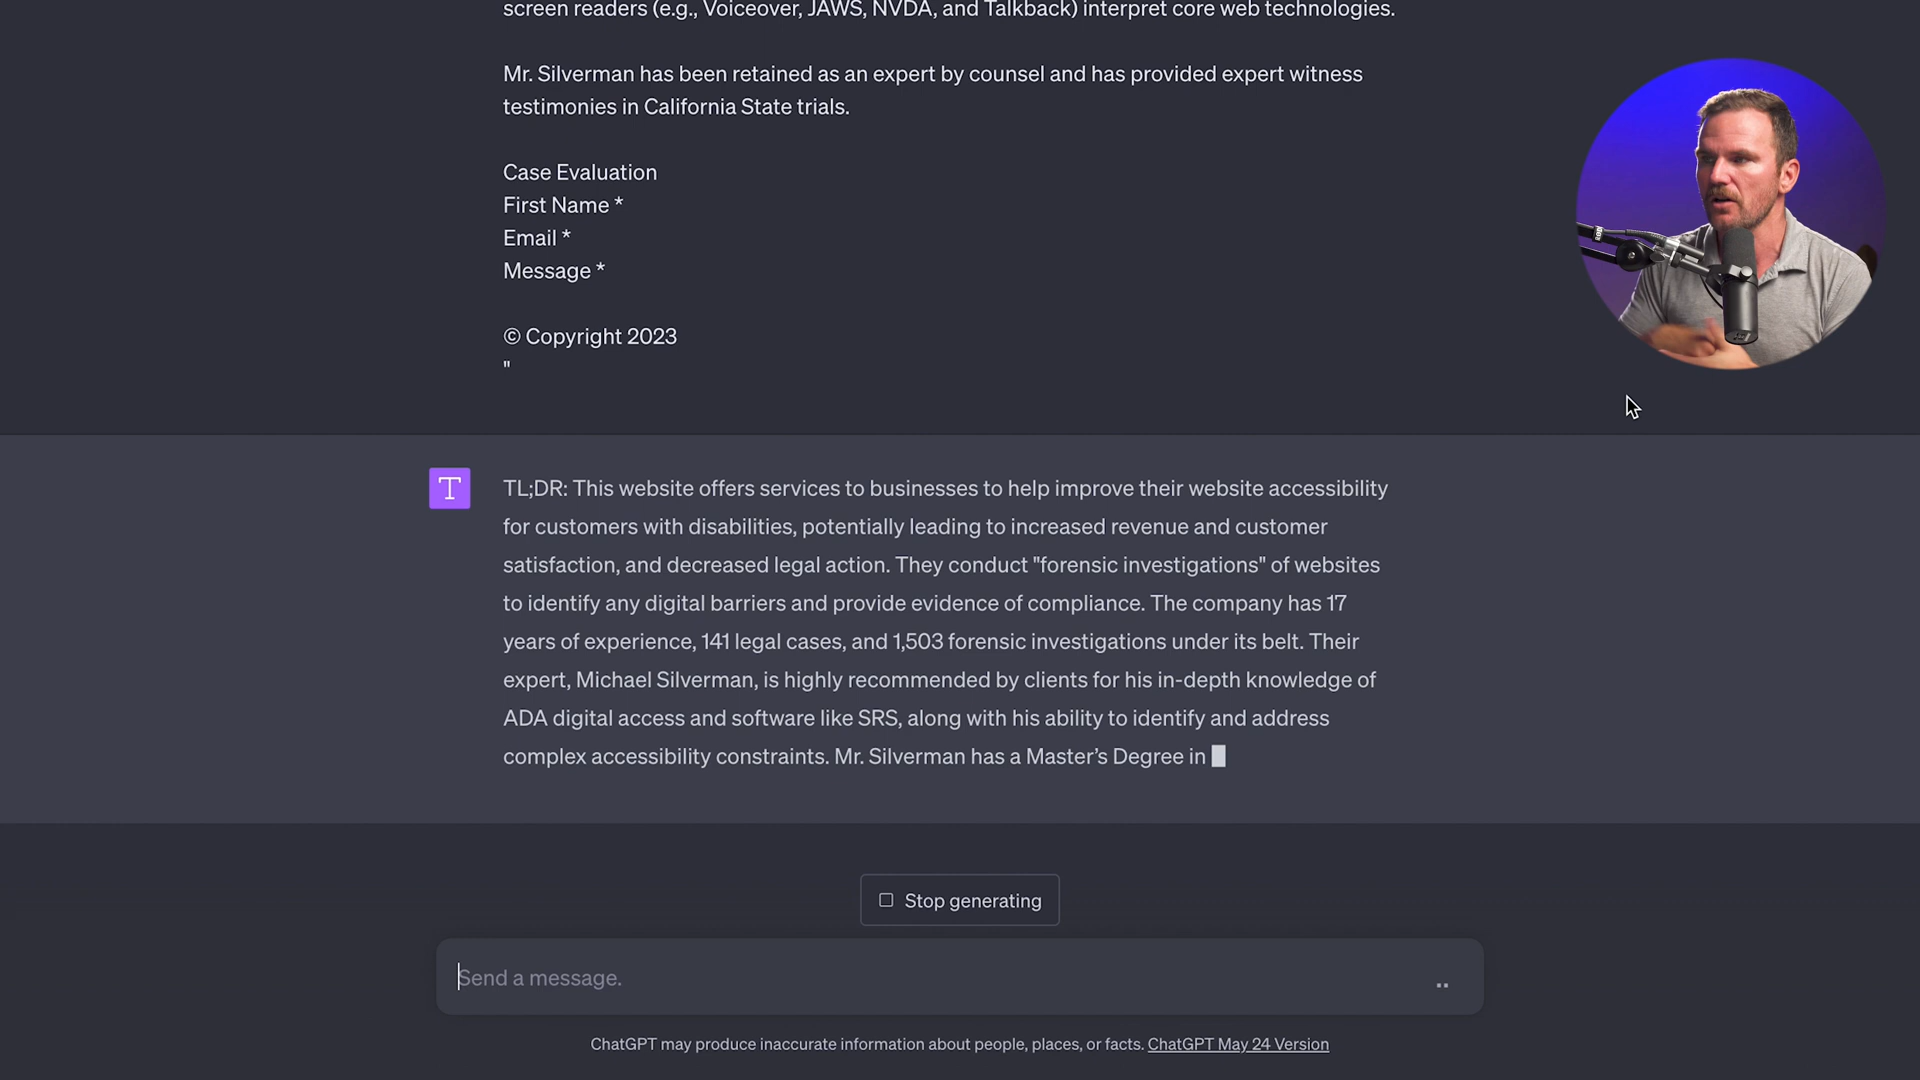 screen readers (e.g., Voiceover, JAWS, NVDA, and Talkback) interpret core web technologies.
Mr. Silverman has been retained as an expert by counsel and has provided expert witness
testimonies in California State trials.
Case Evaluation
First Name *
Email *
Message *
© Copyright 2023
"
T
TL;DR: This website offers services to businesses to help improve their website accessibility
for customers with disabilities, potentially leading to increased revenue and customer
satisfaction, and decreased legal action. They conduct "forensic investigations" of websites
to identify any digital barriers and provide evidence of compliance. The company has 17
years of experience, 141 legal cases, and 1,503 forensic investigations under its belt. Their
expert, Michael Silverman, is highly recommended by clients for his in-depth knowledge of
ADA digital access and software like SRS, along with his ability to identify and address
complex accessibility constraints. Mr. Silverman has a Master’s Degree in
Stop generating
Send a message.
ChatGPT may produce inaccurate information about people, places, or facts. ChatGPT May 24 Version